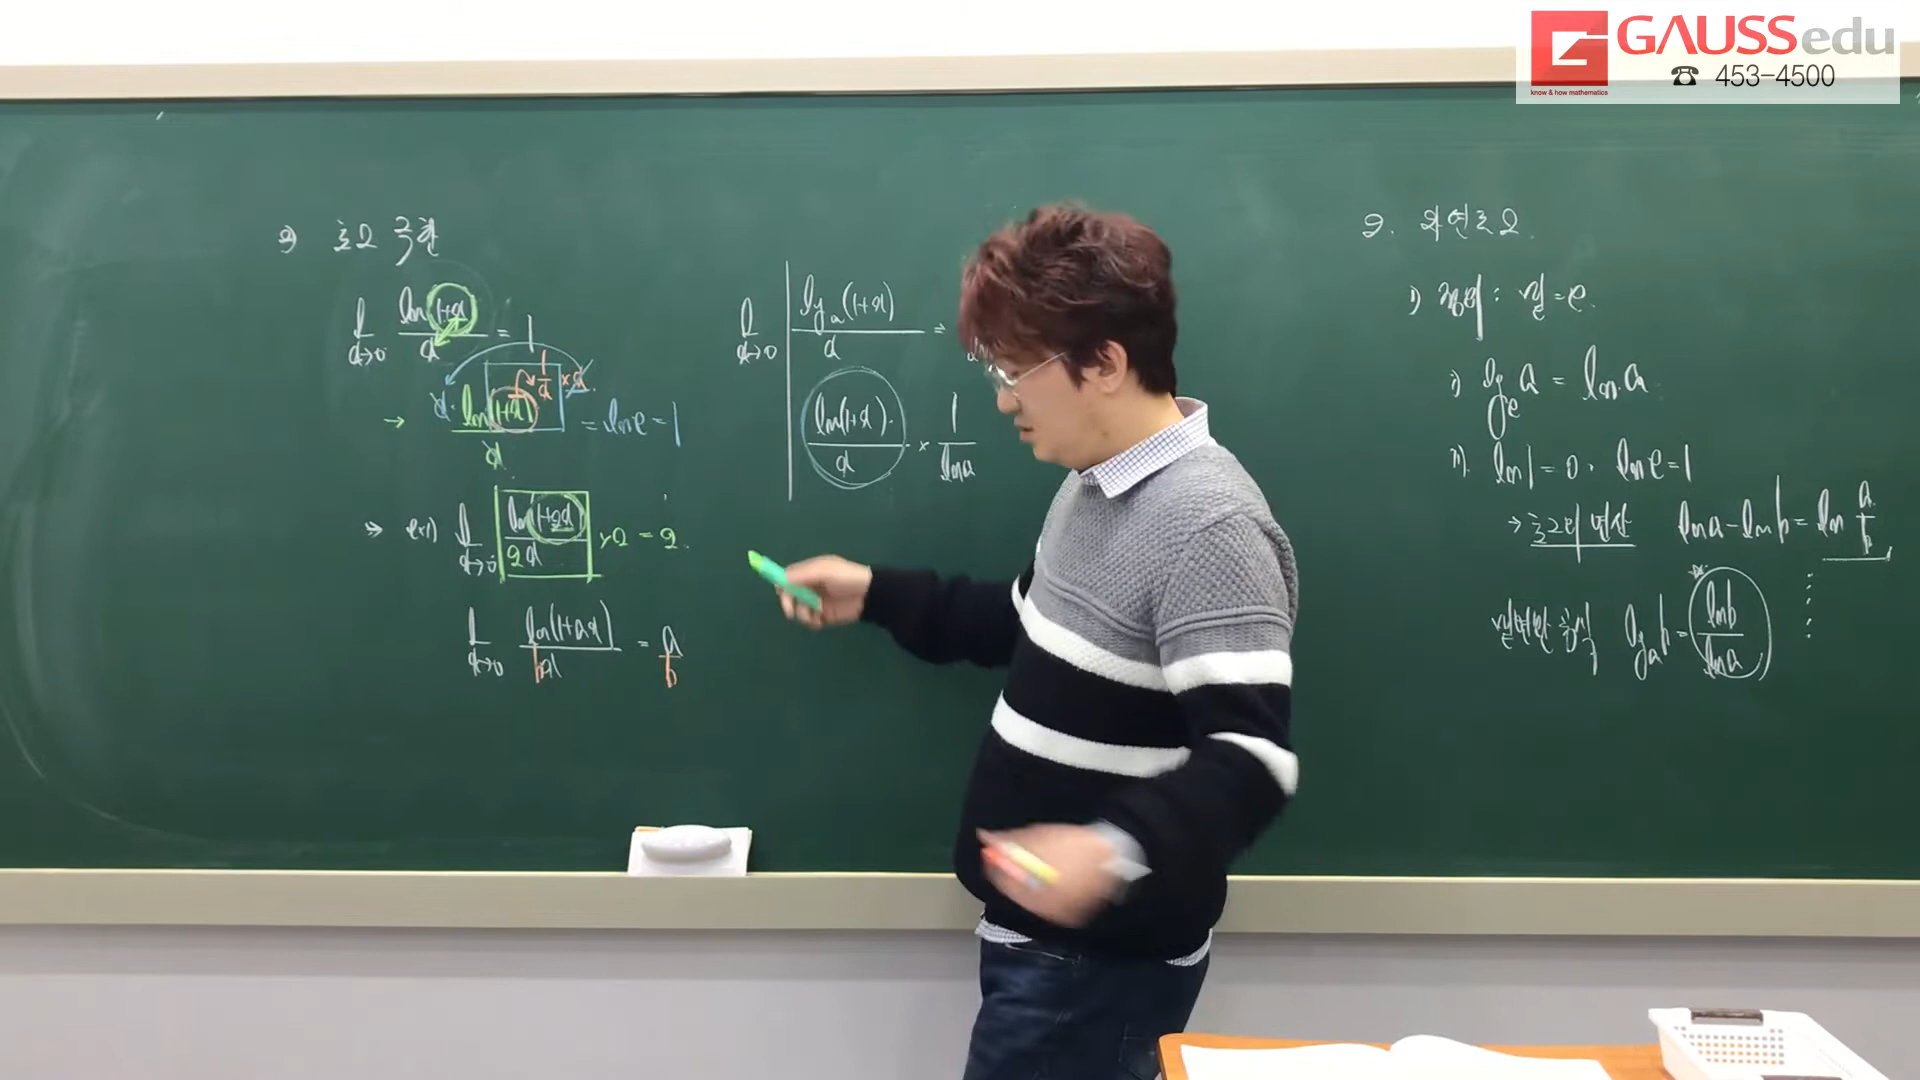 GAUSSedu
know & how mathematics
☎ 453-4500
2) 로그 극한
lim x→0 ln(1+x)/x = 1
→ x · ln(1+x)^(1/x) × x / x = ln e = 1
→ ex1) lim x→0 ln(1+2x)/2x × 2 = 2.
lim x→0 ln(1+ax)/bx = a/b
lim x→0 log_a(1+x)/x =
ln(1+x)/x × 1/ln a
2. 자연로그
i) 정의 : 밑 = e.
i) log_e a = ln a
ii) ln 1 = 0, ln e = 1
→ 로그의 연산 ln a - ln b = ln a/b
밑변환 공식 log_a b = ln b/ln a